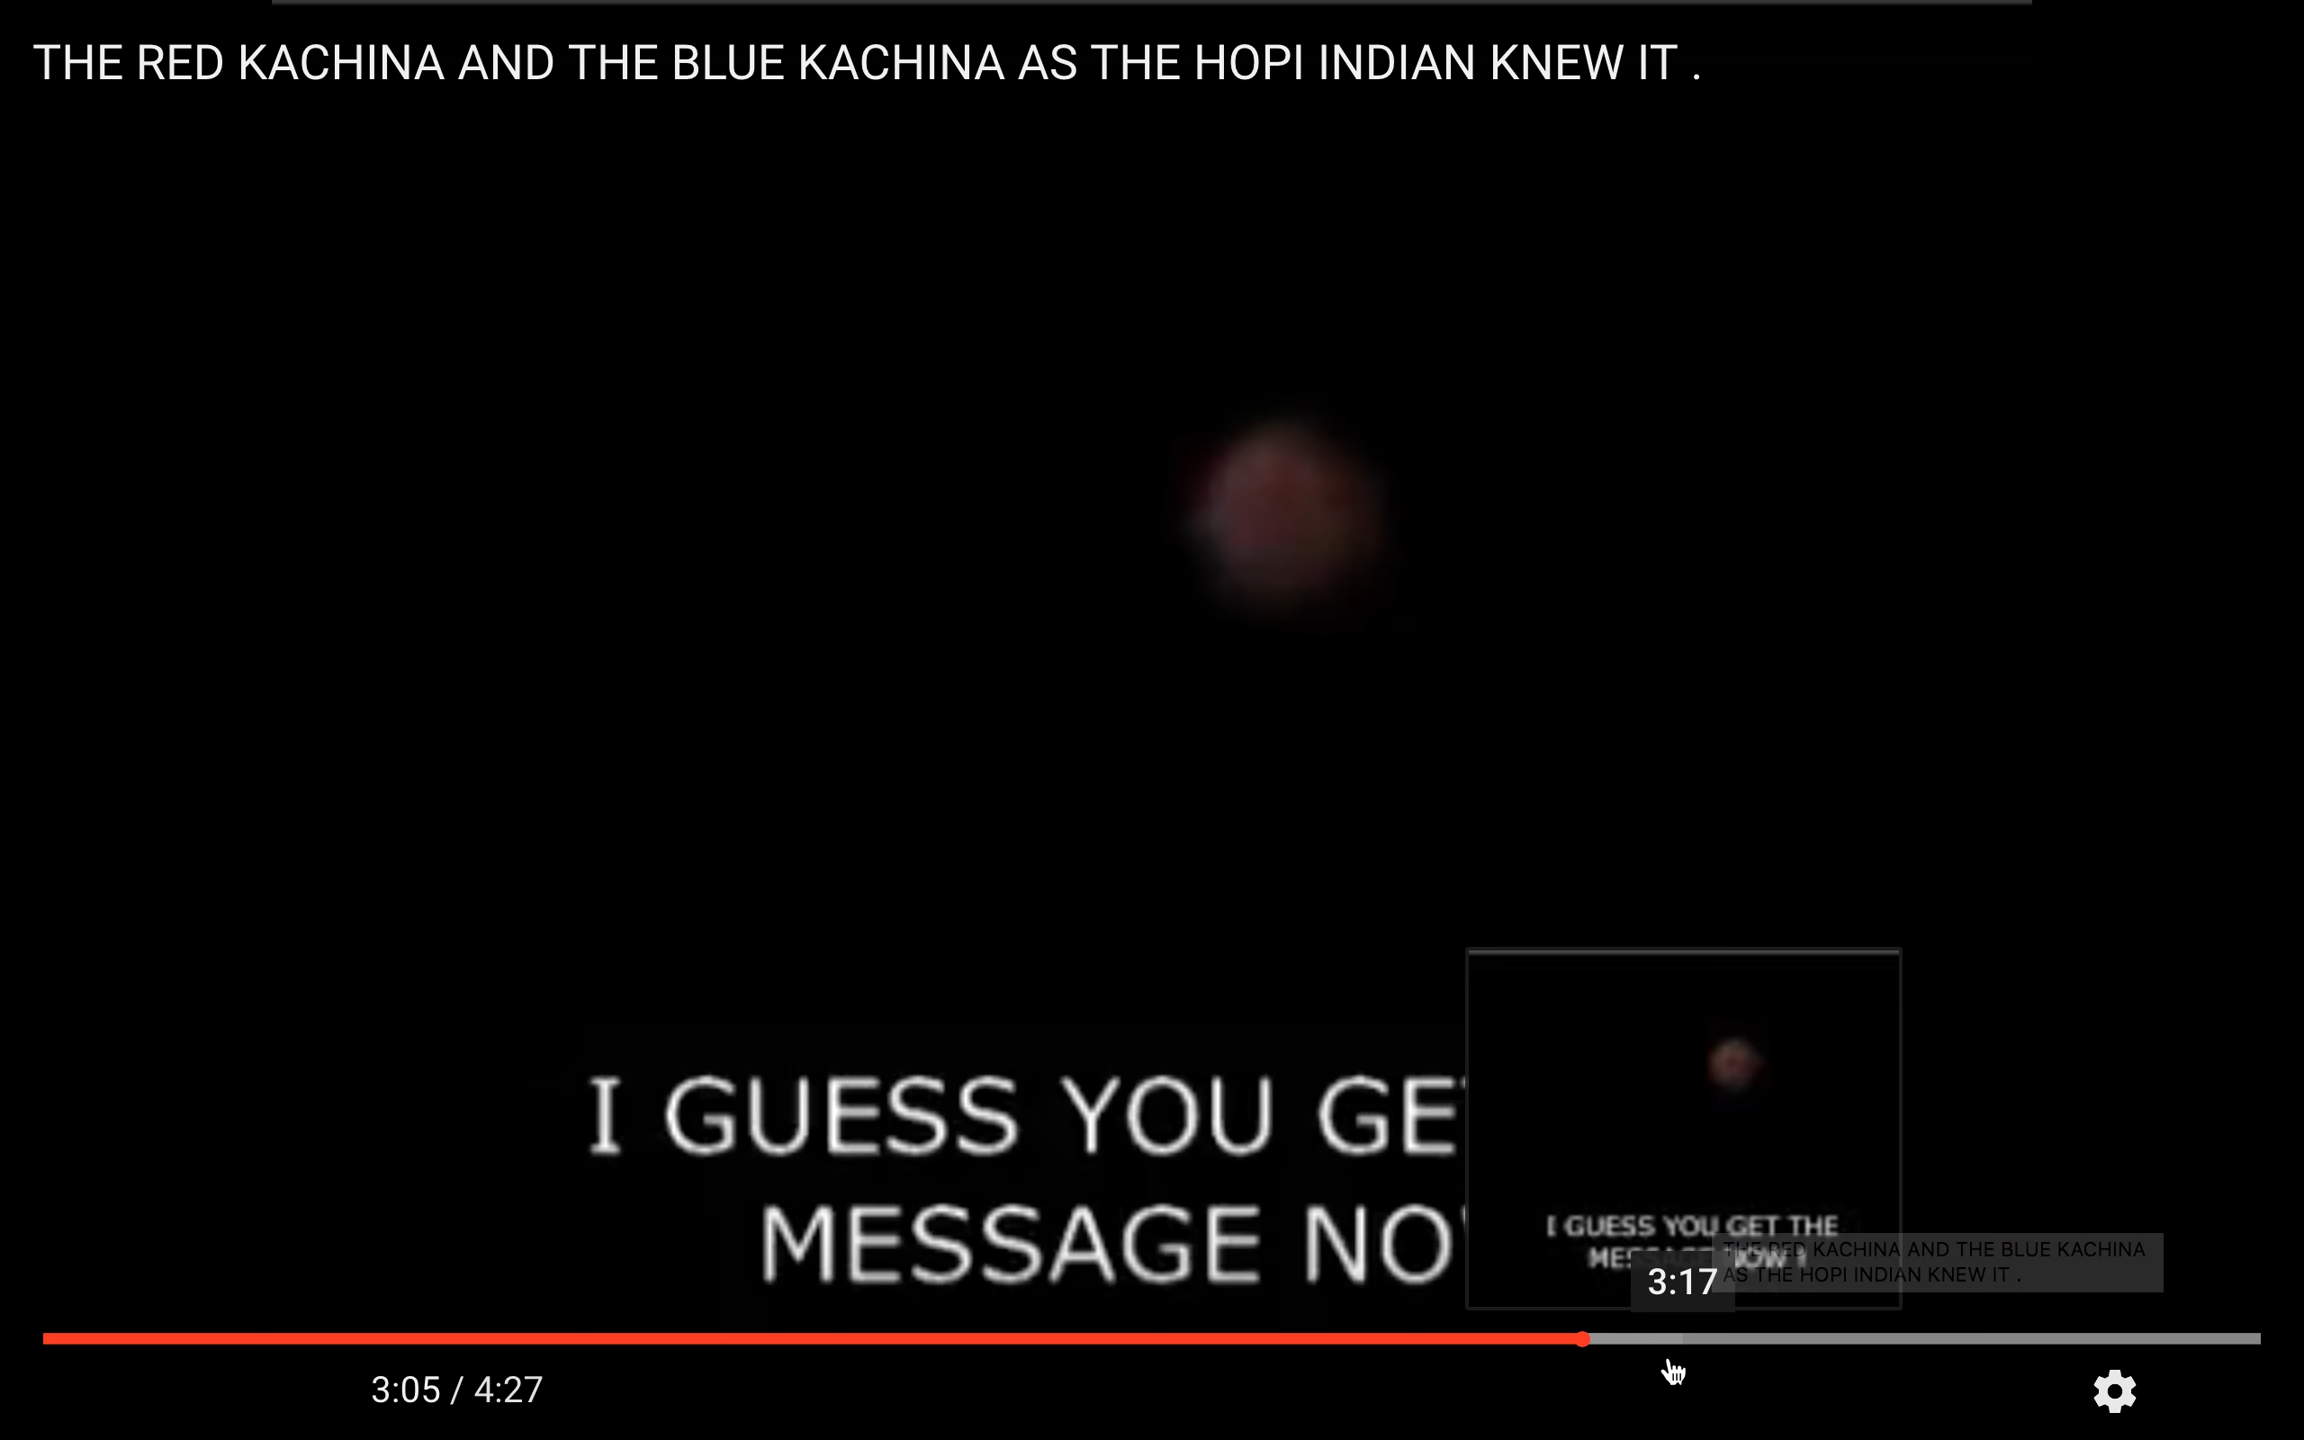 THE RED KACHINA AND THE BLUE KACHINA AS THE HOPI INDIAN KNEW IT .
I GUESS YOU GE
MESSAGE NO
I GUESS YOU GET THE
MESSAGE NOW !
THE RED KACHINA AND THE BLUE KACHINA
AS THE HOPI INDIAN KNEW IT .
3:17
3:05 / 4:27